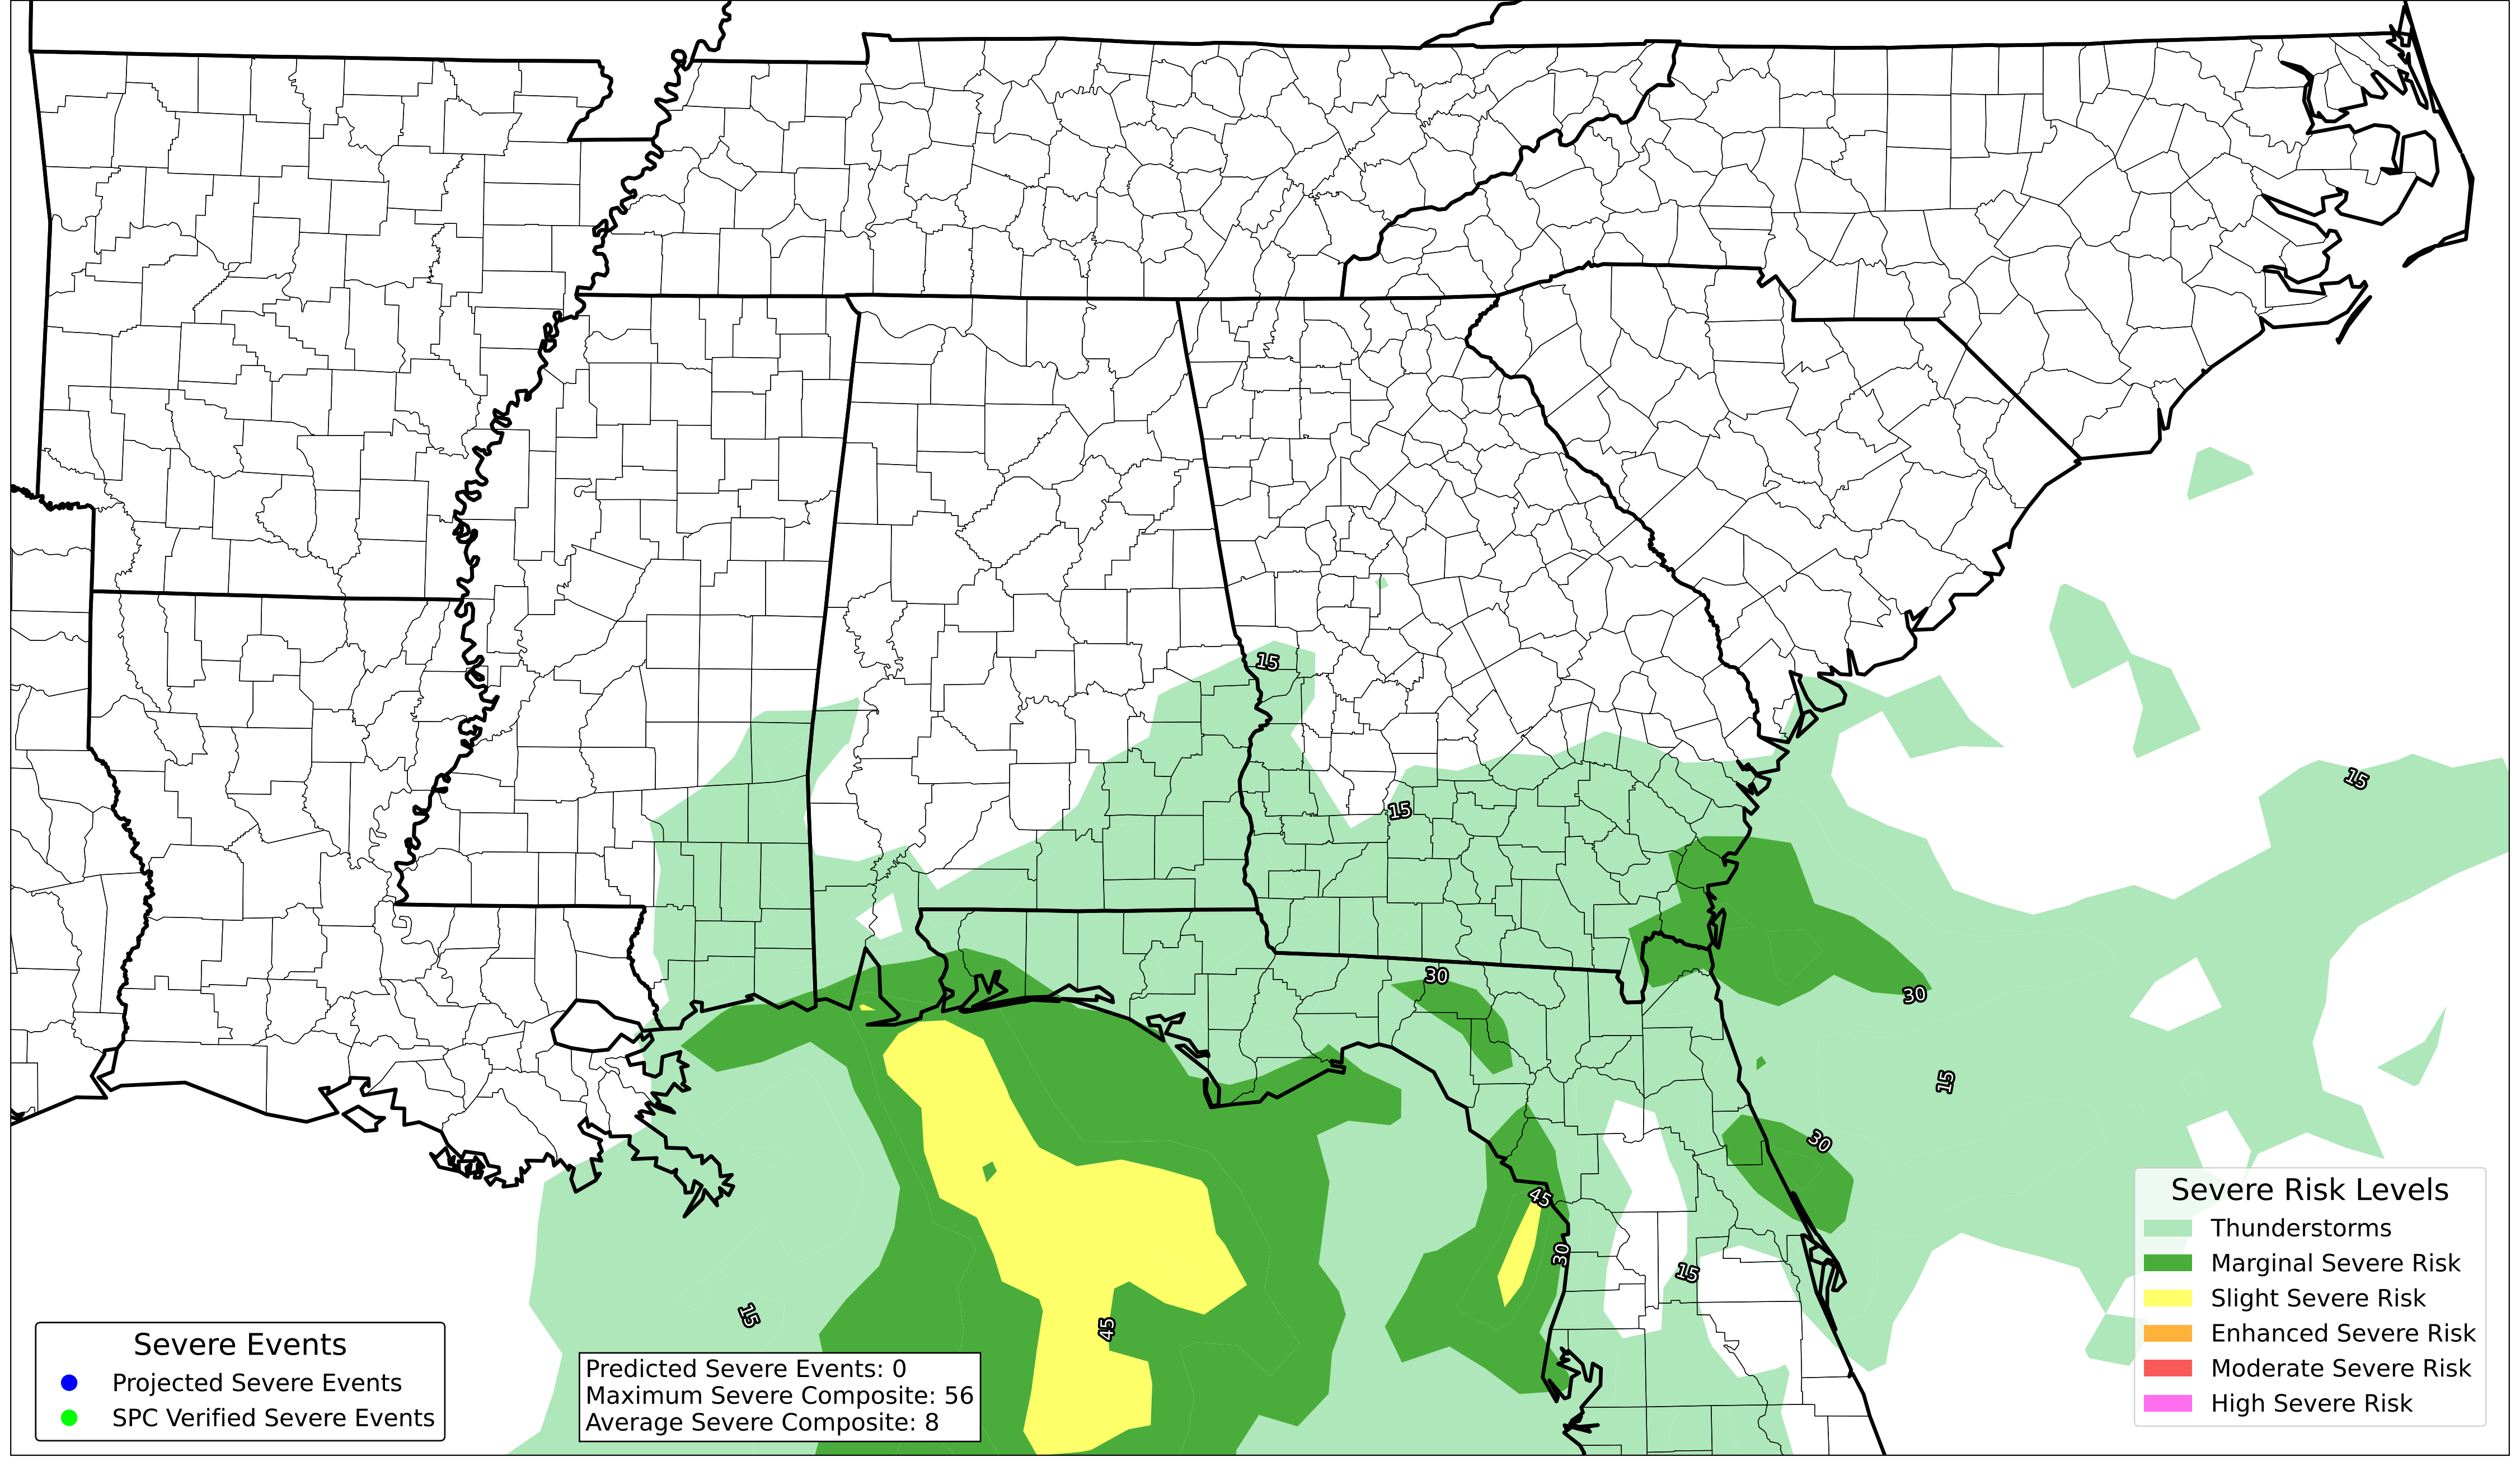 15
15
15
30
30
15
30
45
30
15
15
45
Severe Risk Levels
Thunderstorms
Marginal Severe Risk
Slight Severe Risk
Enhanced Severe Risk
Moderate Severe Risk
High Severe Risk
Severe Events
Projected Severe Events
SPC Verified Severe Events
Predicted Severe Events: 0
Maximum Severe Composite: 56
Average Severe Composite: 8